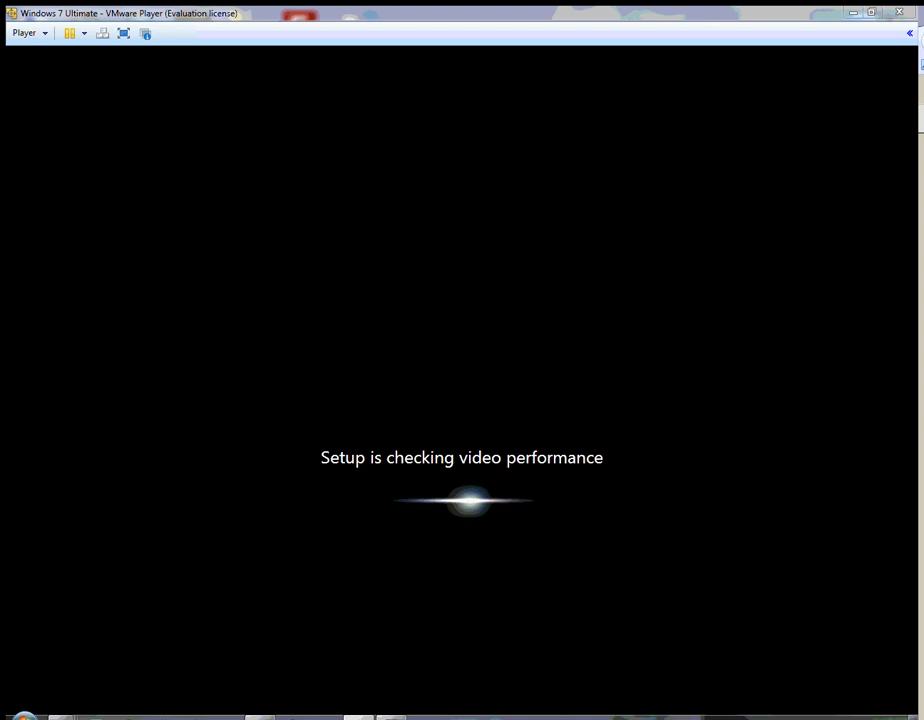 Windows 7 Ultimate - VMware Player (Evaluation license)
Player
Setup is checking video performance